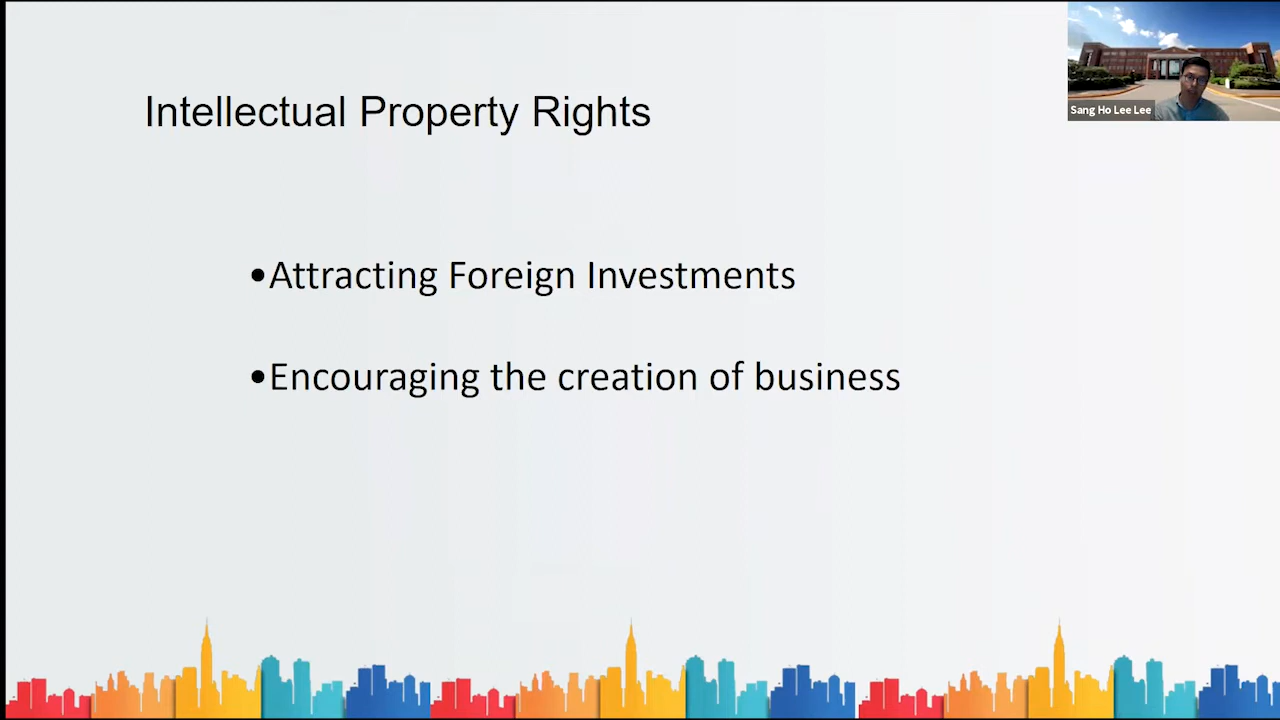 Intellectual Property Rights
Sang Ho Lee Lee
•Attracting Foreign Investments
•Encouraging the creation of business